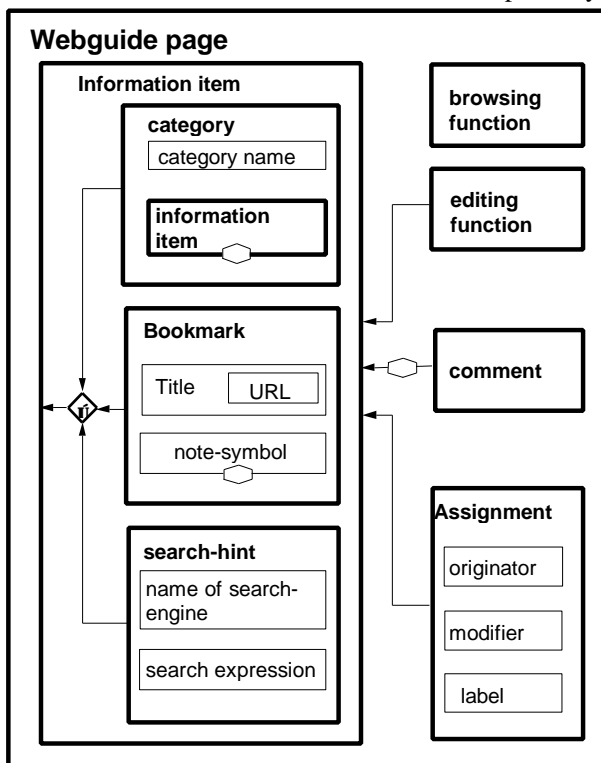 Webguide page
Information item
category
category name
information
item
Bookmark
Title
URL
note-symbol
search-hint
name of search-
engine
search expression
browsing
function
editing
function
comment
Assignment
originator
modifier
label